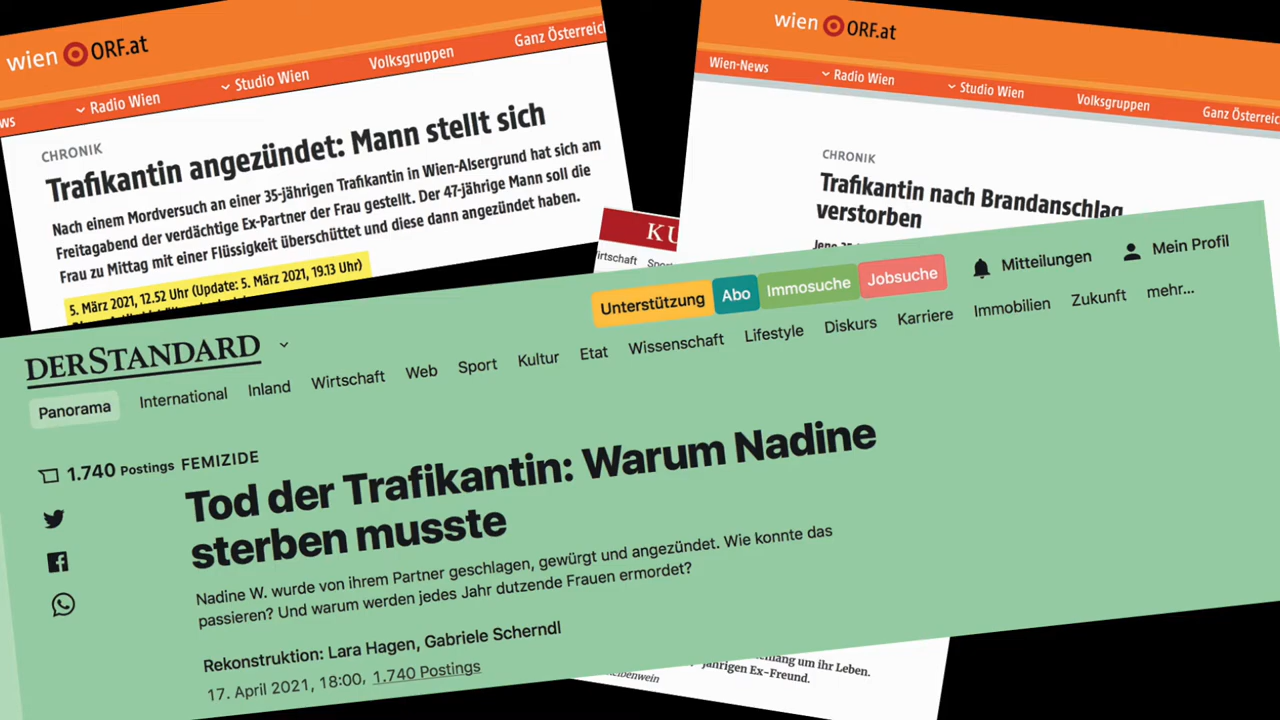 wien ORF.at
Radio Wien
Studio Wien
Volksgruppen
Ganz Österreich
CHRONIK
Trafikantin angezündet: Mann stellt sich
Nach einem Mordversuch an einer 35-jährigen Trafikantin in Wien-Alsergrund hat sich am
Freitagabend der verdächtige Ex-Partner der Frau gestellt. Der 47-jährige Mann soll die
Frau zu Mittag mit einer Flüssigkeit überschüttet und diese dann angezündet haben.
5. März 2021, 12.52 Uhr (Update: 5. März 2021, 19.13 Uhr)
wien ORF.at
Wien-News
Radio Wien
Studio Wien
Volksgruppen
Ganz Österreic
CHRONIK
Trafikantin nach Brandanschlag
verstorben
KU
irtschaft
DERSTANDARD
Unterstützung
Abo
Immosuche
Jobsuche
Mitteilungen
Mein Profil
Panorama
International
Inland
Wirtschaft
Web
Sport
Kultur
Etat
Wissenschaft
Lifestyle
Diskurs
Karriere
Immobilien
Zukunft
mehr...
1.740 Postings
FEMIZIDE
Tod der Trafikantin: Warum Nadine
sterben musste
Nadine W. wurde von ihrem Partner geschlagen, gewürgt und angezündet. Wie konnte das
passieren? Und warum werden jedes Jahr dutzende Frauen ermordet?
Rekonstruktion: Lara Hagen, Gabriele Scherndl
17. April 2021, 18:00, 1.740 Postings
um ihr Leben.
jährigen Ex-Freund.